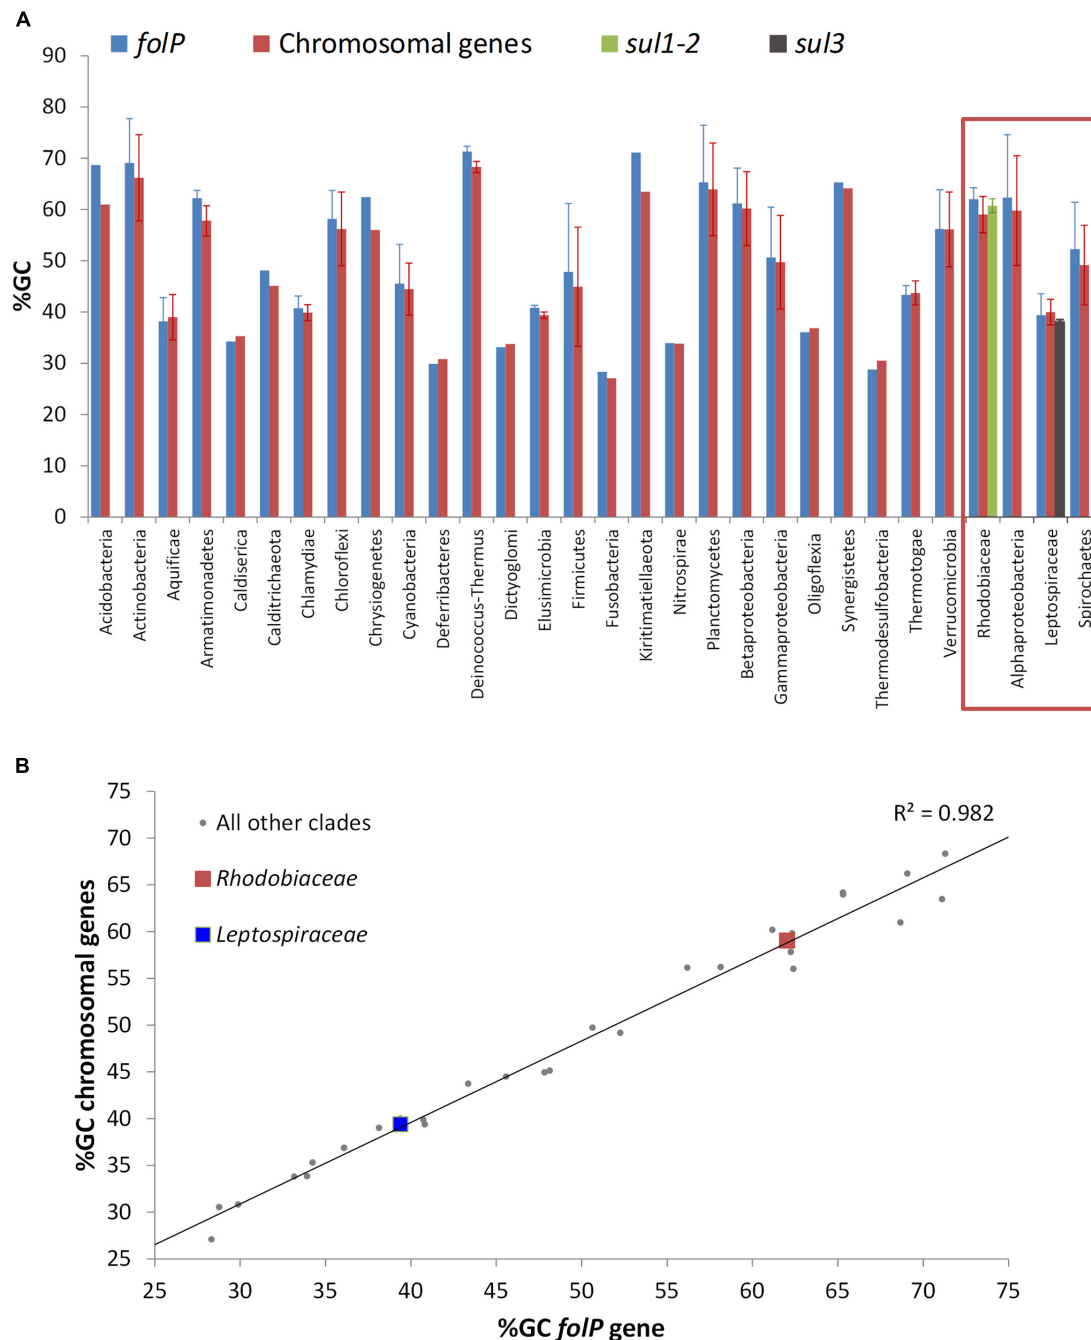 A
folP Chromosomal genes sul1-2 sul3
90
80
70
60
50
40
30
20
10
0
%GC
Acidobacteria
Actinobacteria
Aquificae
Armatimonadetes
Caldiserica
Calditrichaeota
Chlamydiae
Chloroflexi
Chrysiogenetes
Cyanobacteria
Deferribacteres
Deinococcus-Thermus
Dictyoglomi
Elusimicrobia
Firmicutes
Fusobacteria
Kiritimatiellaeota
Nitrospirae
Planctomycetes
Betaproteobacteria
Gammaproteobacteria
Oligoflexia
Synergistetes
Thermodesulfobacteria
Thermotogae
Verrucomicrobia
Rhodobiaceae
Alphaproteobacteria
Leptospiraceae
Spirochaetes
B
75
70
65
60
55
50
45
40
35
30
25
%GC chromosomal genes
All other clades
Rhodobiaceae
Leptospiraceae
R² = 0.982
25 30 35 40 45 50 55 60 65 70 75
%GC folP gene